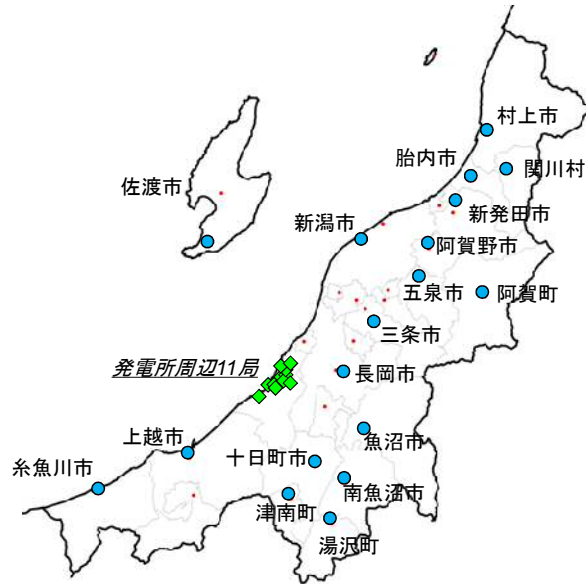 村上市
胎内市
関川村
佐渡市
新発田市
新潟市
阿賀野市
五泉市
阿賀町
三条市
発電所周辺11局
長岡市
魚沼市
上越市
十日町市
糸魚川市
南魚沼市
津南町
湯沢町